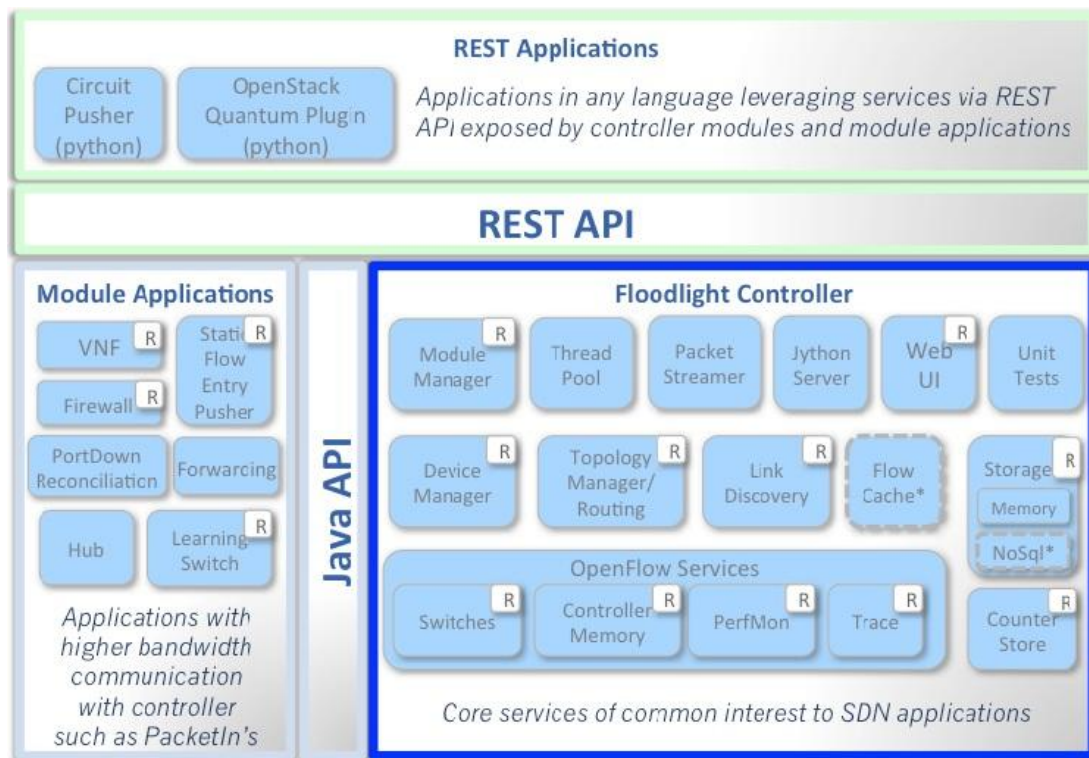 REST Applications
Circuit
Pusher
(python)
OpenStack
Quantum Plugin
(python)
Applications in any language leveraging services via REST
API exposed by controller modules and module applications
REST API
Module Applications
VNF
R
Static
Flow
Entry
Pusher
R
Firewall
R
PortDown
Reconciliation
Forwarcing
Hub
Learning
Switch
R
Applications with
higher bandwidth
communication
with controller
such as PacketIn's
Java API
Floodlight Controller
Module
Manager
R
Thread
Pool
Packet
Streamer
Jython
Server
Web
UI
R
Unit
Tests
Device
Manager
R
Topology
Manager/
Routing
R
Link
Discovery
R
Flow
Cache*
Storage
R
Memory
NoSql*
OpenFlow Services
Switches
R
Controller
Memory
R
PerfMon
R
Trace
R
Counter
Store
R
Core services of common interest to SDN applications